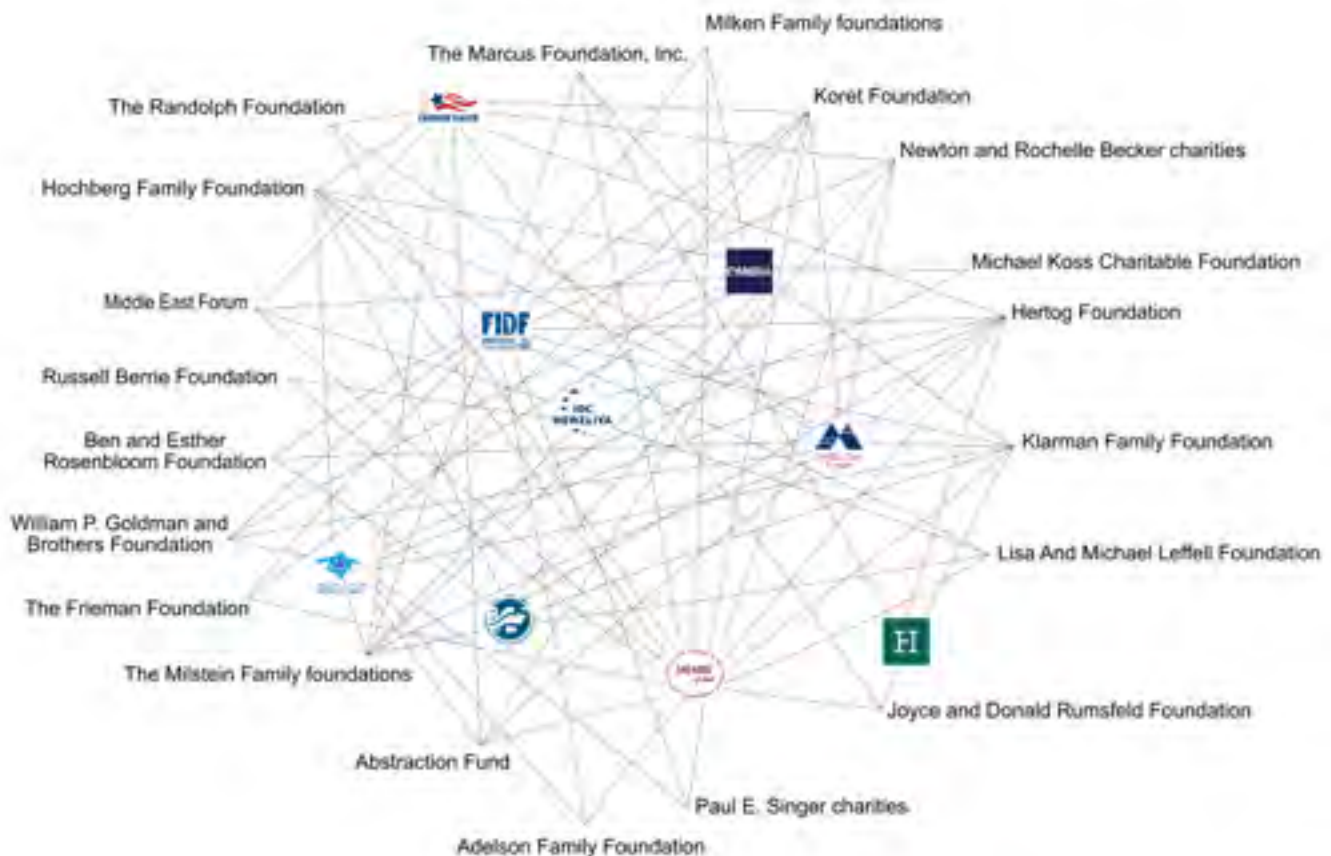 Milken Family foundations
The Marcus Foundation, Inc.
Koret Foundation
The Randolph Foundation
Newton and Rochelle Becker charities
Hochberg Family Foundation
Michael Koss Charitable Foundation
Middle East Forum
Hertog Foundation
FIDF
Russell Berrie Foundation
IDC
HERZLIYA
Ben and Esther
Rosenbloom Foundation
Klarman Family Foundation
William P. Goldman and
Brothers Foundation
Lisa And Michael Leffell Foundation
The Frieman Foundation
H
The Milstein Family foundations
Joyce and Donald Rumsfeld Foundation
Abstraction Fund
Paul E. Singer charities
Adelson Family Foundation